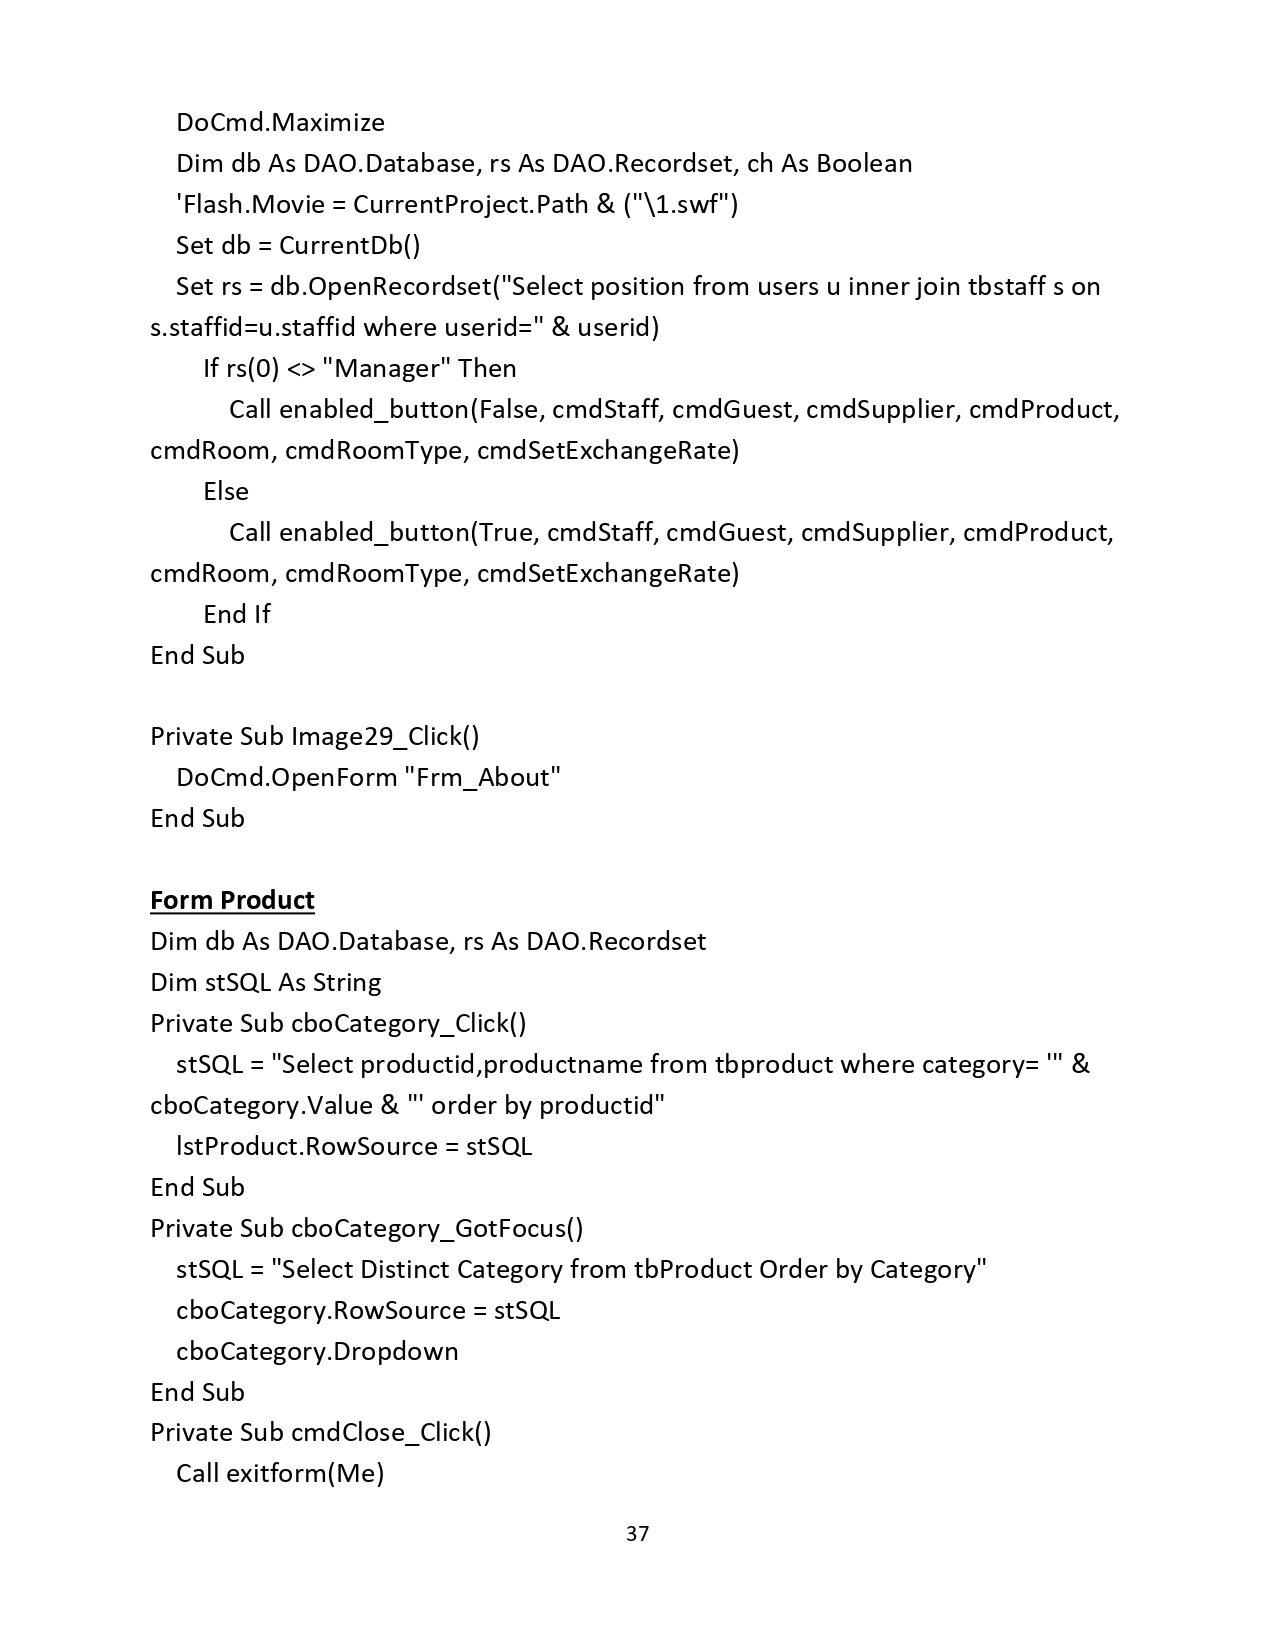 DoCmd.Maximize
Dim db As DAO.Database, rs As DAO.Recordset, ch As Boolean
'Flash.Movie = CurrentProject.Path & ("\1.swf")
Set db = CurrentDb()
Set rs = db.OpenRecordset("Select position from users u inner join tbstaff s on
s.staffid=u.staffid where userid=" & userid)
If rs(0) <> "Manager" Then
Call enabled_button(False, cmdStaff, cmdGuest, cmdSupplier, cmdProduct,
cmdRoom, cmdRoomType, cmdSetExchangeRate)
Else
Call enabled_button(True, cmdStaff, cmdGuest, cmdSupplier, cmdProduct,
cmdRoom, cmdRoomType, cmdSetExchangeRate)
End If
End Sub
Private Sub Image29_Click()
DoCmd.OpenForm "Frm_About"
End Sub
Form Product
Dim db As DAO.Database, rs As DAO.Recordset
Dim stSQL As String
Private Sub cboCategory_Click()
stSQL = "Select productid,productname from tbproduct where category= '" &
cboCategory.Value & "' order by productid"
lstProduct.RowSource = stSQL
End Sub
Private Sub cboCategory_GotFocus()
stSQL = "Select Distinct Category from tbProduct Order by Category"
cboCategory.RowSource = stSQL
cboCategory.Dropdown
End Sub
Private Sub cmdClose_Click()
Call exitform(Me)
37